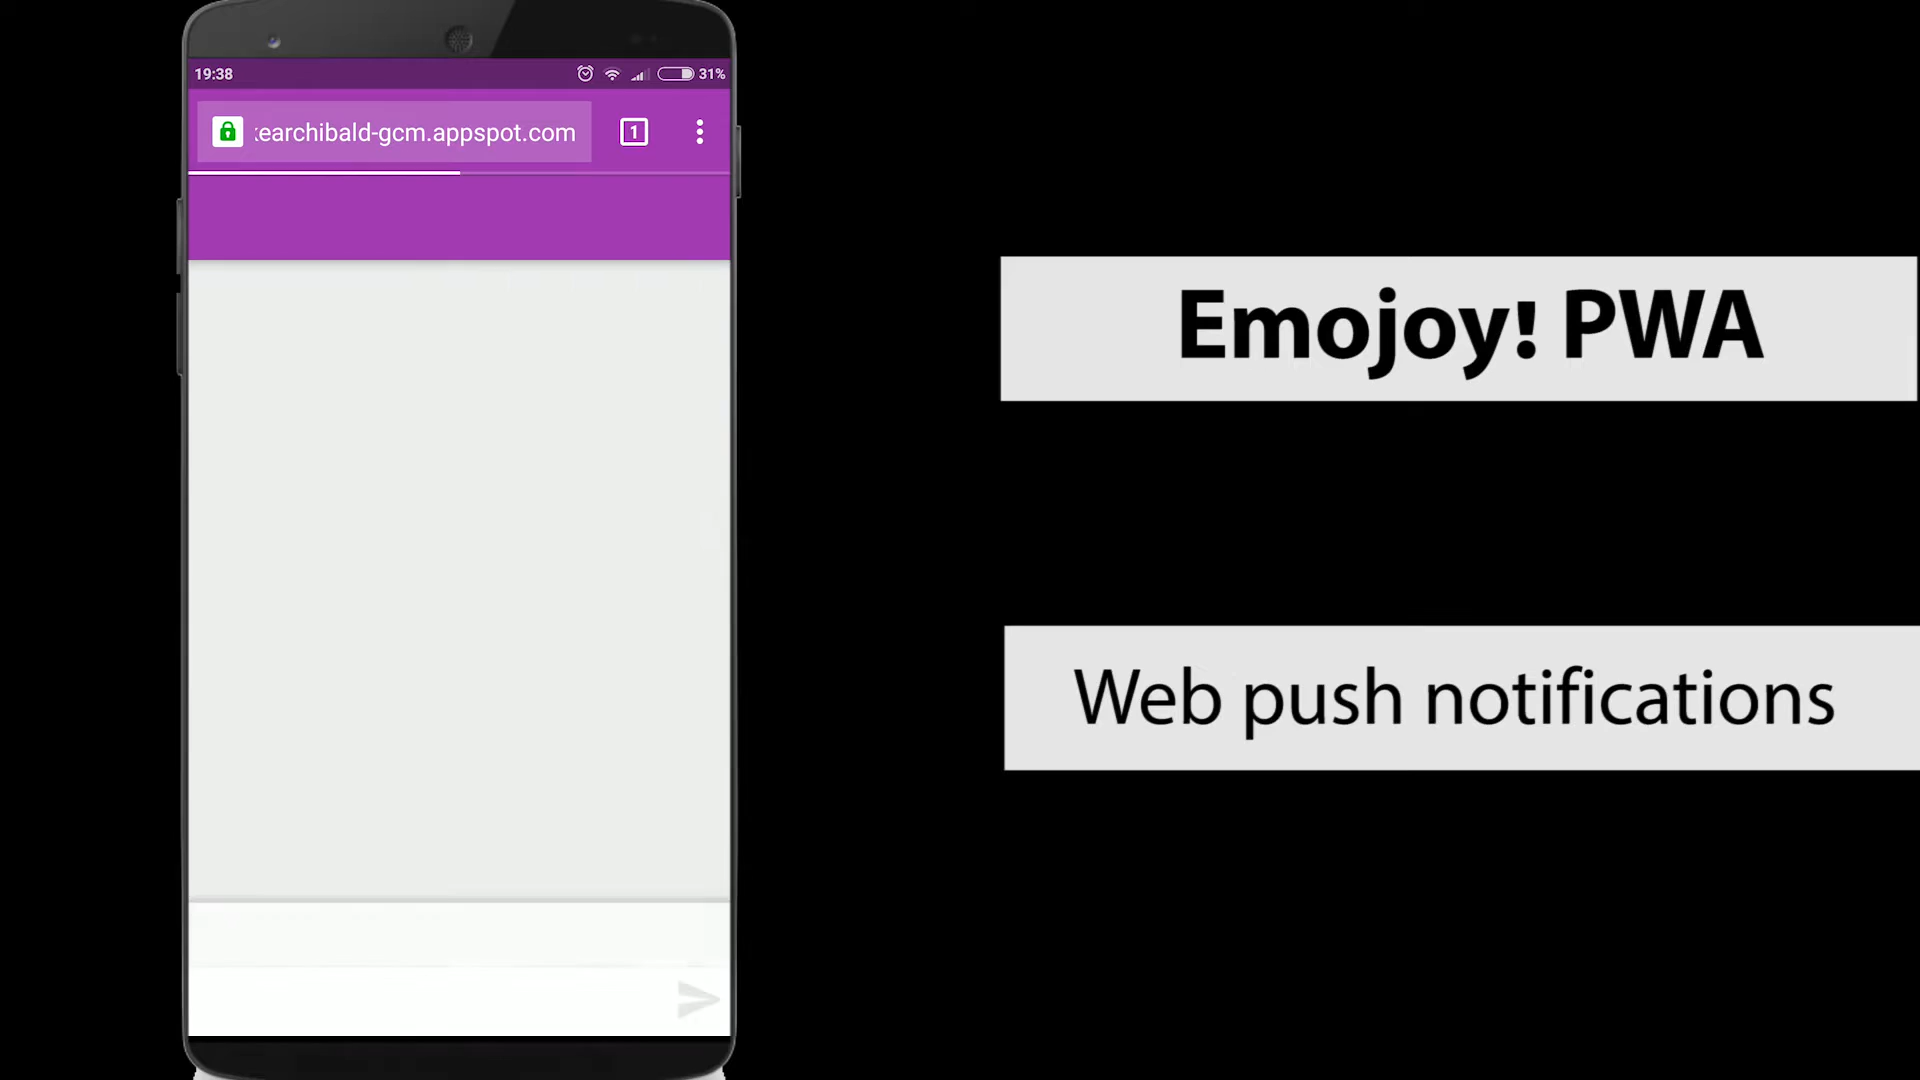 19:38
31%
earchibald-gcm.appspot.com
1
Emojoy! PWA
Web push notifications